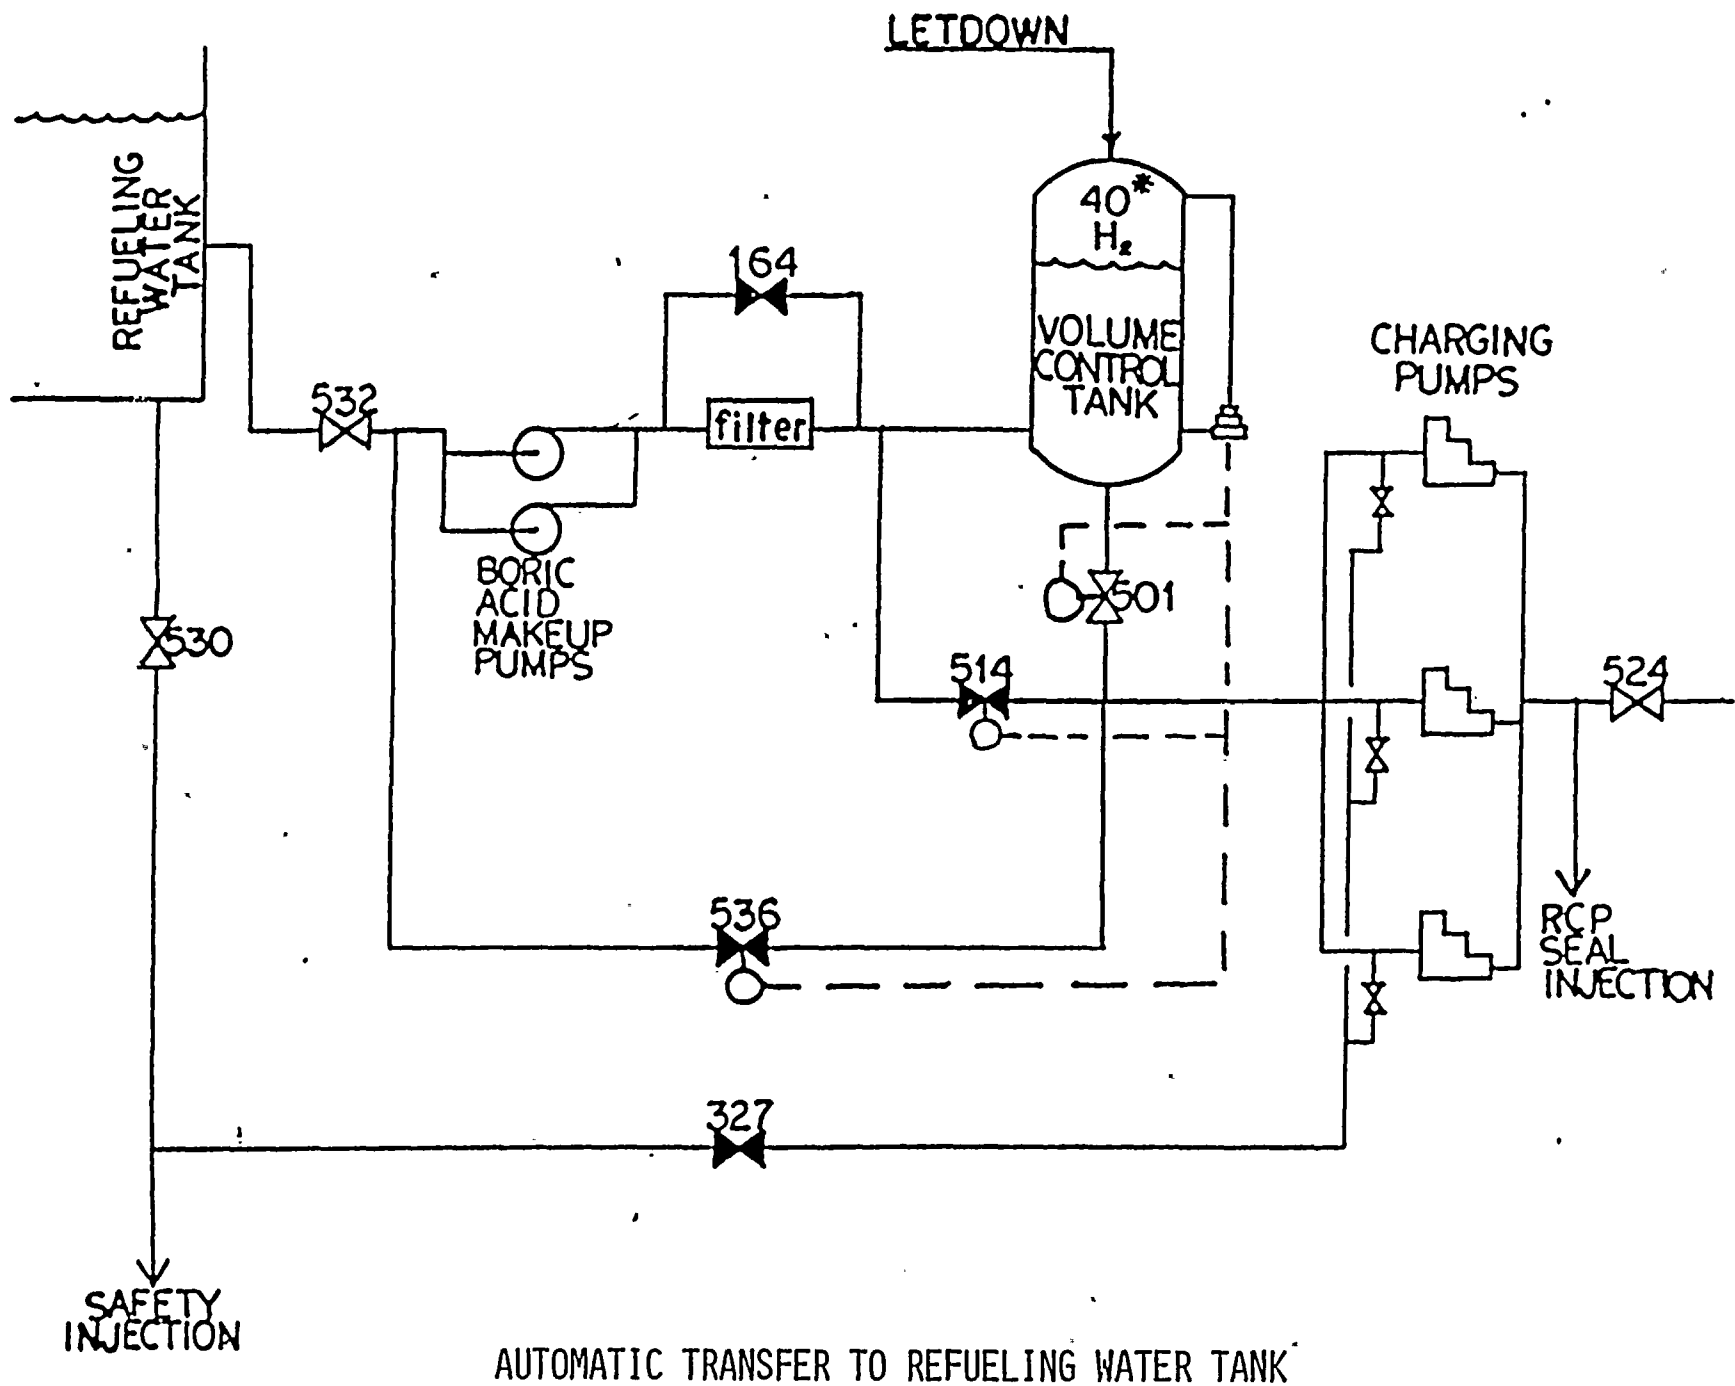 LETDOWN
REFUELING
WATER
TANK
40*
H₂
164
VOLUME
CONTROL
TANK
CHARGING
PUMPS
532
filter
BORIC
ACID
MAKEUP
PUMPS
501
530
514
524
536
RCP
SEAL
INJECTION
327
SAFETY
INJECTION
AUTOMATIC TRANSFER TO REFUELING WATER TANK